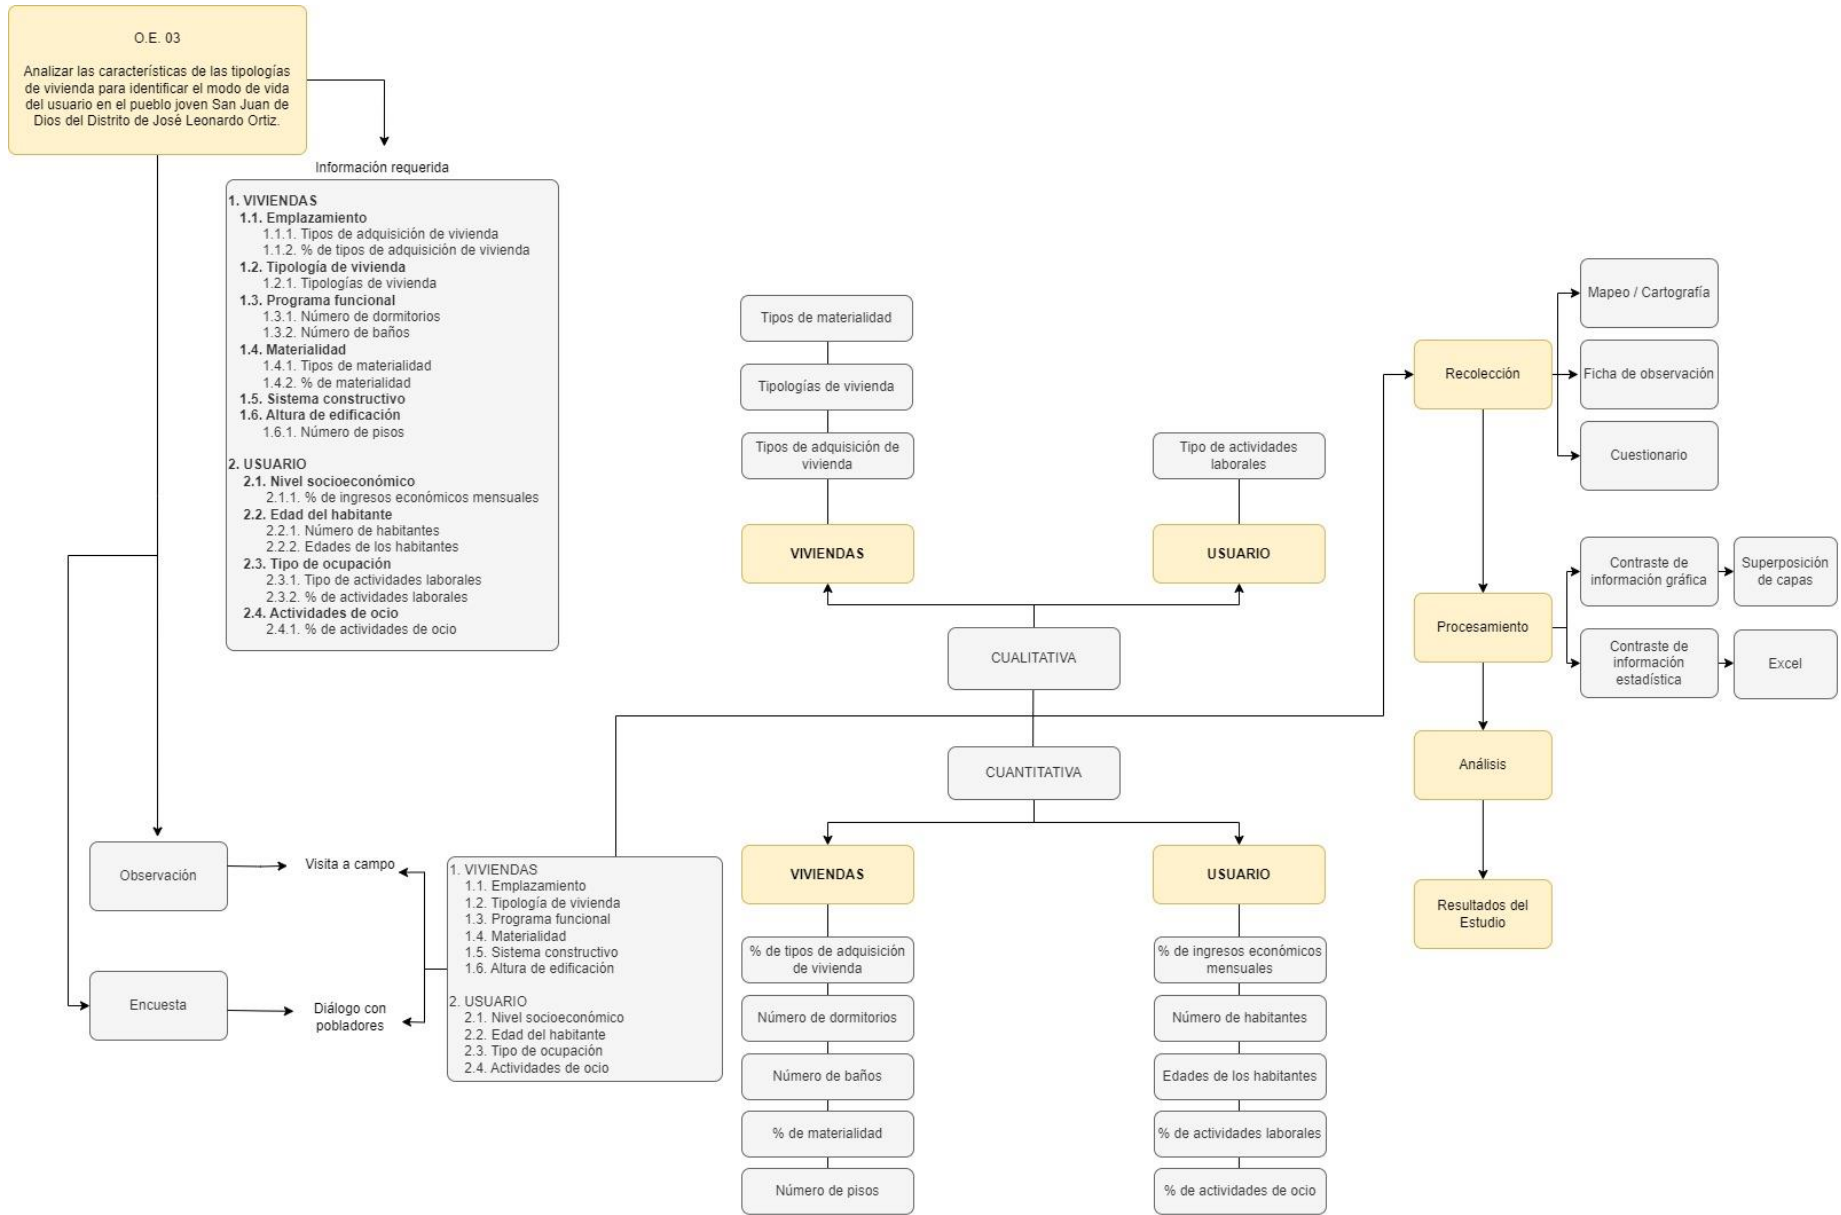 O.E. 03
Analizar las características de las tipologías
de vivienda para identificar el modo de vida
del usuario en el pueblo joven San Juan de
Dios del Distrito de José Leonardo Ortiz.
Información requerida
1. VIVIENDAS
1.1. Emplazamiento
1.1.1. Tipos de adquisición de vivienda
1.1.2. % de tipos de adquisición de vivienda
1.2. Tipología de vivienda
1.2.1. Tipologías de vivienda
1.3. Programa funcional
1.3.1. Número de dormitorios
1.3.2. Número de baños
1.4. Materialidad
1.4.1. Tipos de materialidad
1.4.2. % de materialidad
1.5. Sistema constructivo
1.6. Altura de edificación
1.6.1. Número de pisos
2. USUARIO
2.1. Nivel socioeconómico
2.1.1. % de ingresos económicos mensuales
2.2. Edad del habitante
2.2.1. Número de habitantes
2.2.2. Edades de los habitantes
2.3. Tipo de ocupación
2.3.1. Tipo de actividades laborales
2.3.2. % de actividades laborales
2.4. Actividades de ocio
2.4.1. % de actividades de ocio
Observación
Visita a campo
Encuesta
Diálogo con
pobladores
1. VIVIENDAS
1.1. Emplazamiento
1.2. Tipología de vivienda
1.3. Programa funcional
1.4. Materialidad
1.5. Sistema constructivo
1.6. Altura de edificación
2. USUARIO
2.1. Nivel socioeconómico
2.2. Edad del habitante
2.3. Tipo de ocupación
2.4. Actividades de ocio
Tipos de materialidad
Tipologías de vivienda
Tipos de adquisición de
vivienda
VIVIENDAS
Tipo de actividades
laborales
USUARIO
CUALITATIVA
CUANTITATIVA
VIVIENDAS
% de tipos de adquisición
de vivienda
Número de dormitorios
Número de baños
% de materialidad
Número de pisos
USUARIO
% de ingresos económicos
mensuales
Número de habitantes
Edades de los habitantes
% de actividades laborales
% de actividades de ocio
Recolección
Mapeo / Cartografía
Ficha de observación
Cuestionario
Procesamiento
Contraste de
información gráfica
Superposición
de capas
Contraste de
información
estadística
Excel
Análisis
Resultados del
Estudio